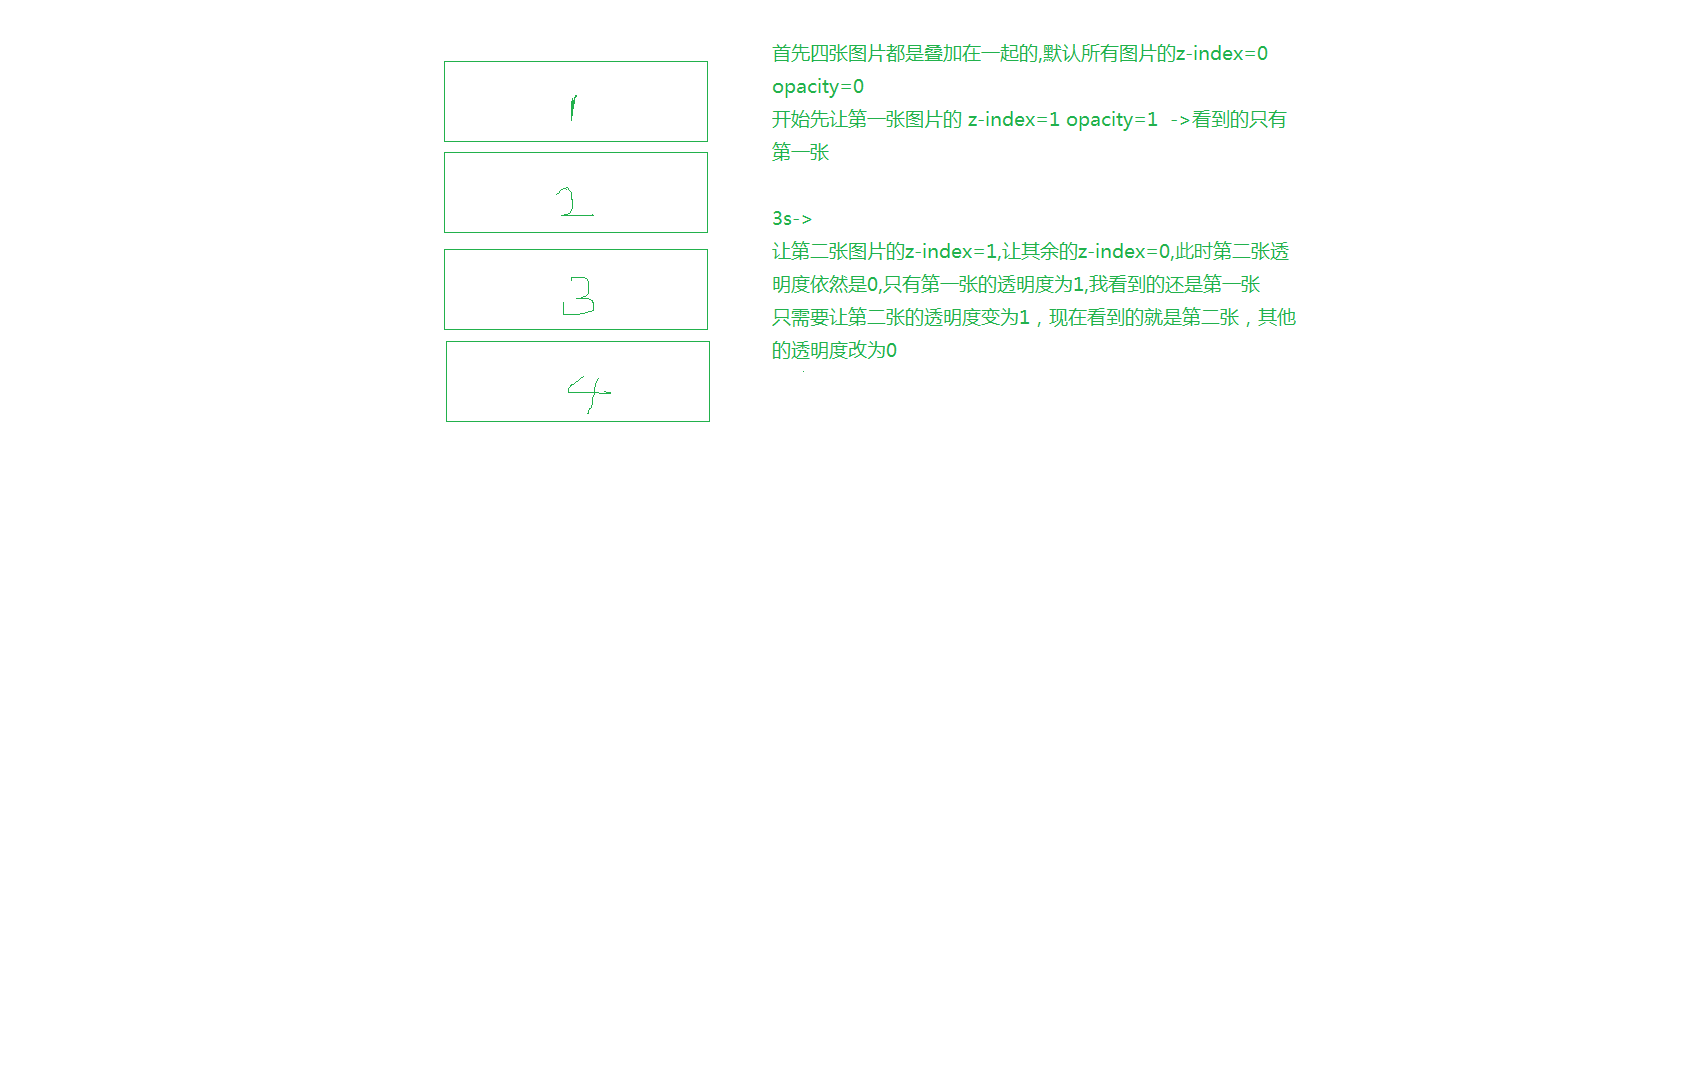 1
2
3
4
首先四张图片都是叠加在一起的,默认所有图片的z-index=0
opacity=0
开始先让第一张图片的 z-index=1 opacity=1  ->看到的只有
第一张
3s->
让第二张图片的z-index=1,让其余的z-index=0,此时第二张透
明度依然是0,只有第一张的透明度为1,我看到的还是第一张
只需要让第二张的透明度变为1，现在看到的就是第二张，其他
的透明度改为0